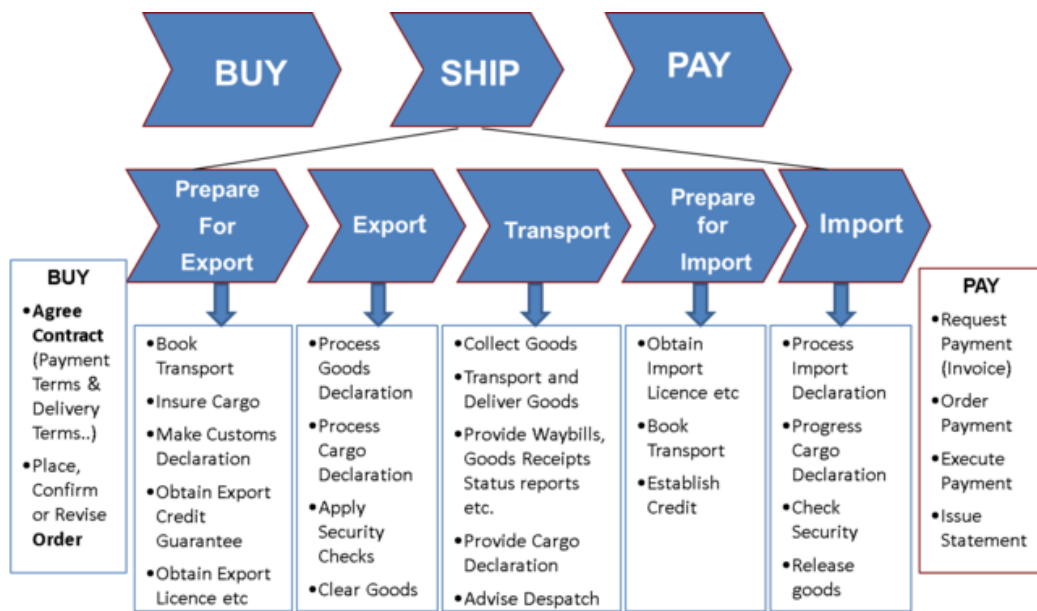 BUY
SHIP
PAY
Prepare
For
Export
Export
Transport
Prepare
for
Import
Import
BUY
•Agree
Contract
(Payment
Terms &
Delivery
Terms..)
•Place,
Confirm
or Revise
Order
•Book
Transport
•Insure Cargo
•Make Customs
Declaration
•Obtain Export
Credit
Guarantee
•Obtain Export
Licence etc
•Process
Goods
Declaration
•Process
Cargo
Declaration
•Apply
Security
Checks
•Clear Goods
•Collect Goods
•Transport and
Deliver Goods
•Provide Waybills,
Goods Receipts
Status reports
etc.
•Provide Cargo
Declaration
•Advise Despatch
•Obtain
Import
Licence etc
•Book
Transport
•Establish
Credit
•Process
Import
Declaration
•Progress
Cargo
Declaration
•Check
Security
•Release
goods
PAY
•Request
Payment
(Invoice)
•Order
Payment
•Execute
Payment
•Issue
Statement